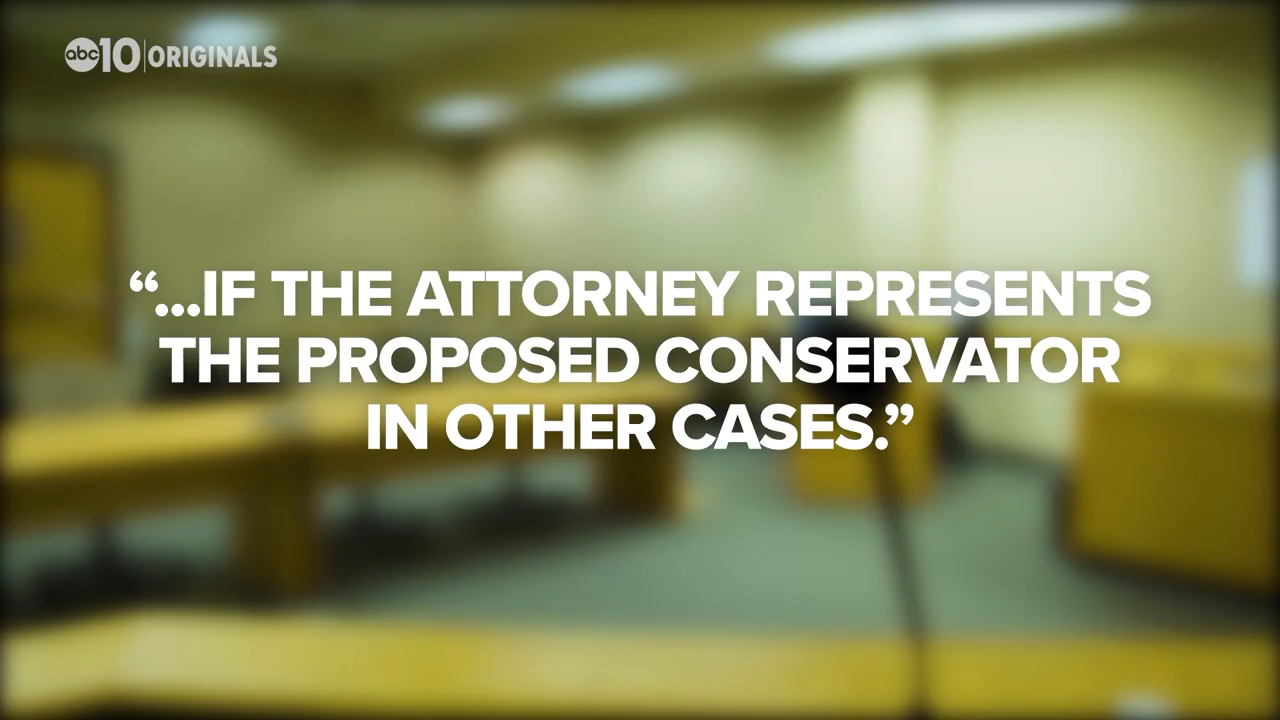 abc10 ORIGINALS
“...IF THE ATTORNEY REPRESENTS
THE PROPOSED CONSERVATOR
IN OTHER CASES.”